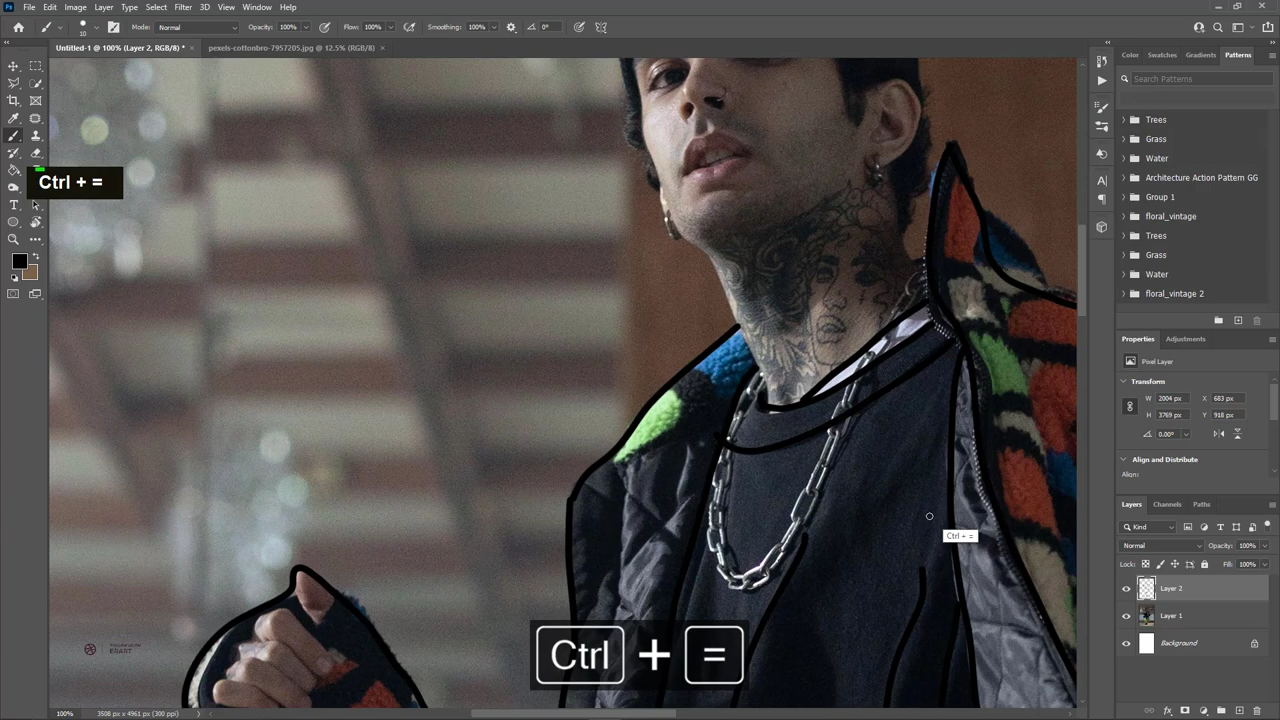 File Edit Image Layer Type Select Filter 3D View Window Help
10 Mode: Normal Opacity: 100% Flow: 100% Smoothing: 100% 0°
Untitled-1 @ 100% (Layer 2, RGB/8) * × pexels-cottonbro-7957205.jpg @ 12.5% (RGB/8) ×
Color Swatches Gradients Patterns
Search Patterns
Trees
Grass
Water
Architecture Action Pattern GG
Group 1
floral_vintage
Trees
Grass
Water
floral_vintage 2
Ctrl + =
Properties Adjustments
Pixel Layer
Transform
W 2004 px X 683 px
H 3769 px Y 918 px
0.00°
Align and Distribute
Align:
Layers Channels Paths
Kind
Normal Opacity: 100%
Lock: Fill: 100%
Layer 2
Layer 1
Background
Ctrl + =
Ctrl + =
ERART
100% 3508 px x 4961 px (300 ppi)